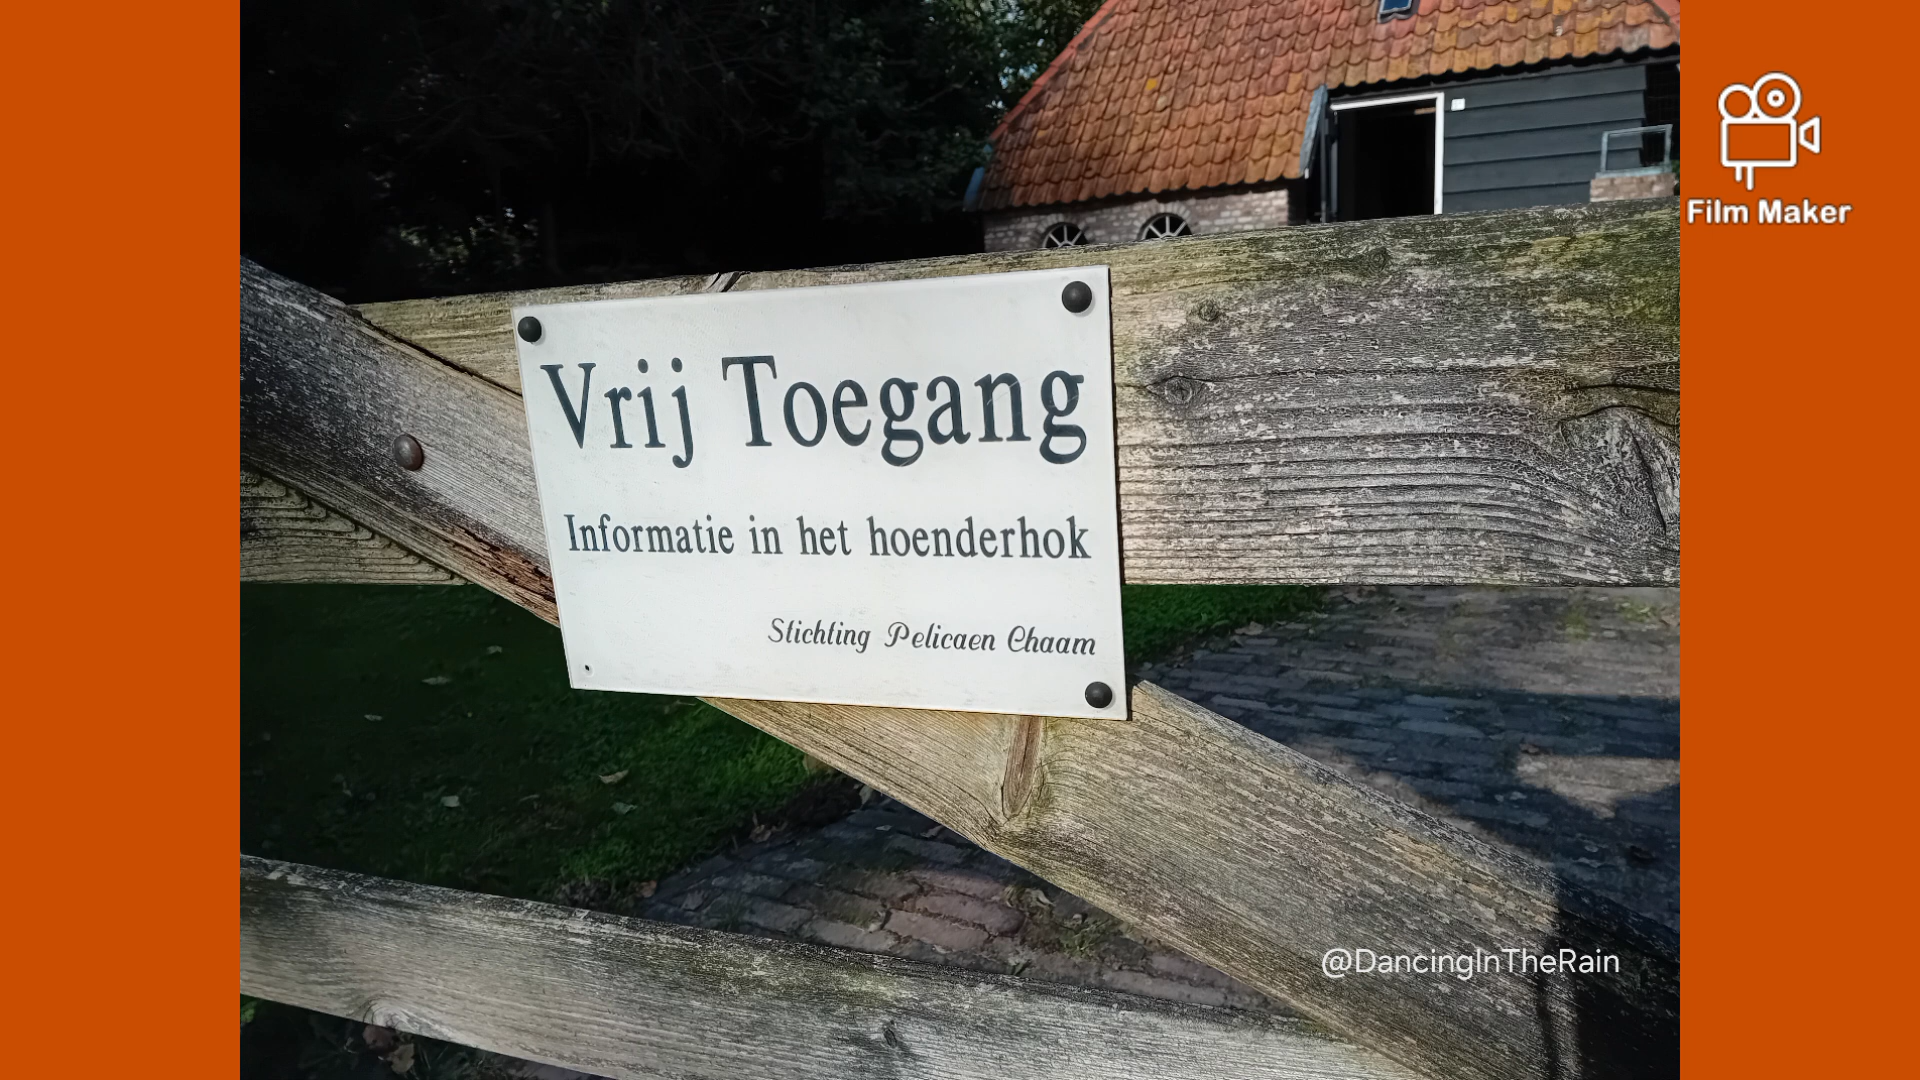 Film Maker
Vrij Toegang
Informatie in het hoenderhok
Stichting Pelicaen Chaam
@DancingInTheRain